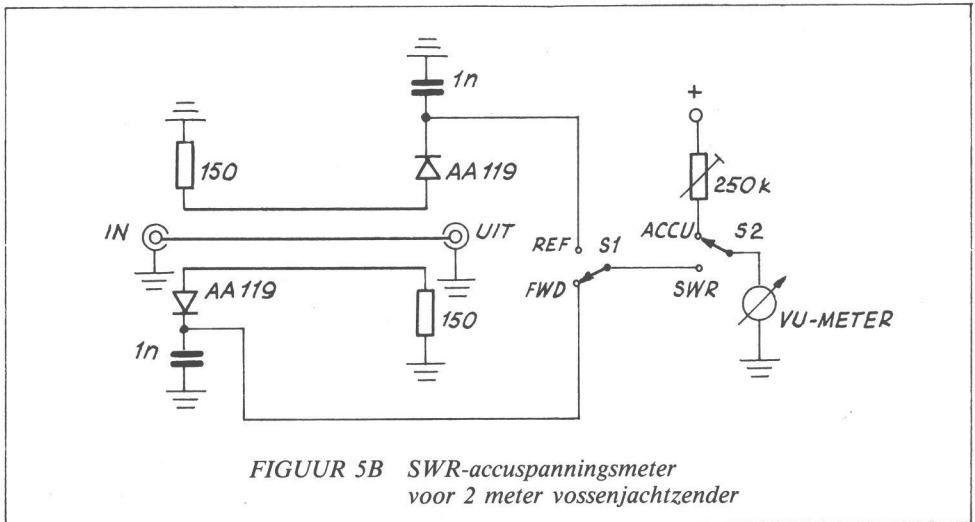 1n
+
150
AA 119
250k
IN
UIT
REF
S1
ACCU
S2
FWD
SWR
AA 119
150
VU-METER
1n
FIGUUR 5B SWR-accuspanningsmeter
voor 2 meter vossenjachtzender